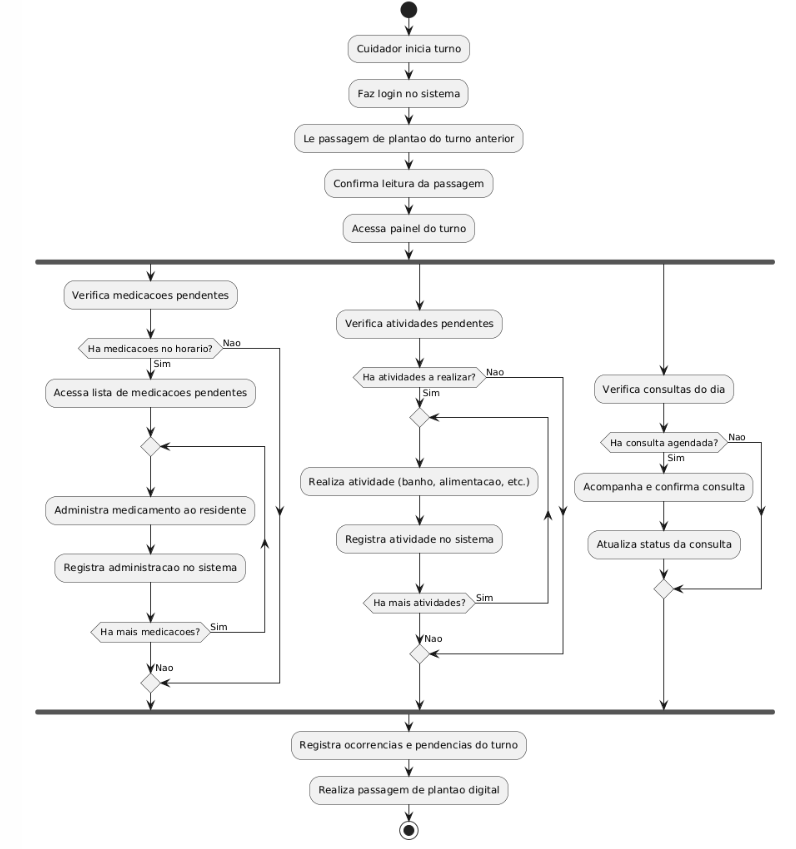 Cuidador inicia turno
Faz login no sistema
Le passagem de plantao do turno anterior
Confirma leitura da passagem
Acessa painel do turno
Verifica medicacoes pendentes
Ha medicacoes no horario?
Nao
Sim
Acessa lista de medicacoes pendentes
Administra medicamento ao residente
Registra administracao no sistema
Ha mais medicacoes?
Sim
Nao
Verifica atividades pendentes
Ha atividades a realizar?
Nao
Sim
Realiza atividade (banho, alimentacao, etc.)
Registra atividade no sistema
Ha mais atividades?
Sim
Nao
Verifica consultas do dia
Ha consulta agendada?
Nao
Sim
Acompanha e confirma consulta
Atualiza status da consulta
Registra ocorrencias e pendencias do turno
Realiza passagem de plantao digital